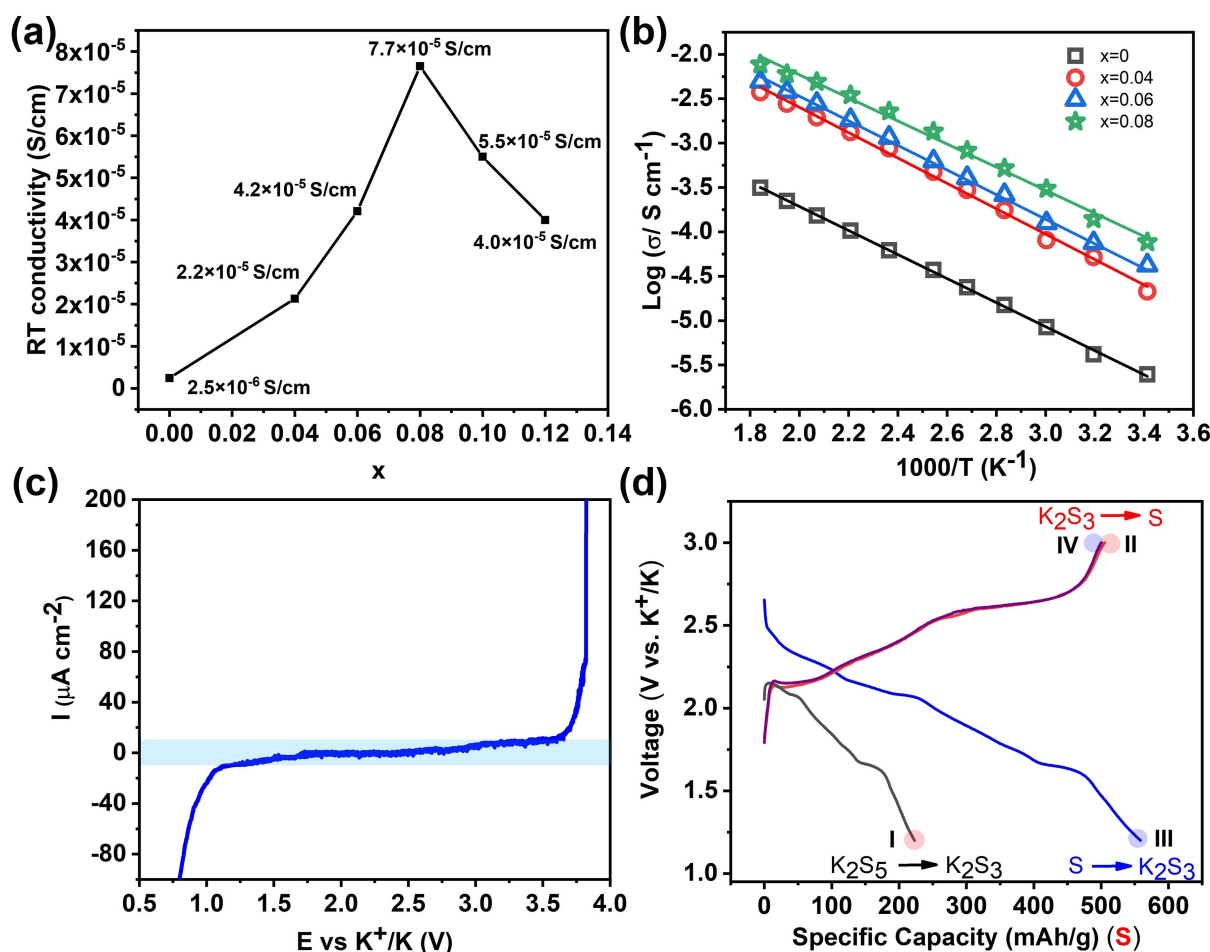 (a)
RT conductivity (S/cm)
8x10⁻⁵
7x10⁻⁵
6x10⁻⁵
5x10⁻⁵
4x10⁻⁵
3x10⁻⁵
2x10⁻⁵
1x10⁻⁵
0
7.7×10⁻⁵ S/cm
5.5×10⁻⁵ S/cm
4.2×10⁻⁵ S/cm
4.0×10⁻⁵ S/cm
2.2×10⁻⁵ S/cm
2.5×10⁻⁶ S/cm
0.00 0.02 0.04 0.06 0.08 0.10 0.12 0.14
x
(b)
Log (σ/ S cm⁻¹)
-2.0
-2.5
-3.0
-3.5
-4.0
-4.5
-5.0
-5.5
-6.0
x=0
x=0.04
x=0.06
x=0.08
1.8 2.0 2.2 2.4 2.6 2.8 3.0 3.2 3.4 3.6
1000/T (K⁻¹)
(c)
I (μA cm⁻²)
200
160
120
80
40
0
-40
-80
0.5 1.0 1.5 2.0 2.5 3.0 3.5 4.0
E vs K⁺/K (V)
(d)
Voltage (V vs. K⁺/K)
3.0
2.5
2.0
1.5
1.0
K₂S₃ → S
IV II
I III
K₂S₅ → K₂S₃ S → K₂S₃
0 100 200 300 400 500 600
Specific Capacity (mAh/g) (S)